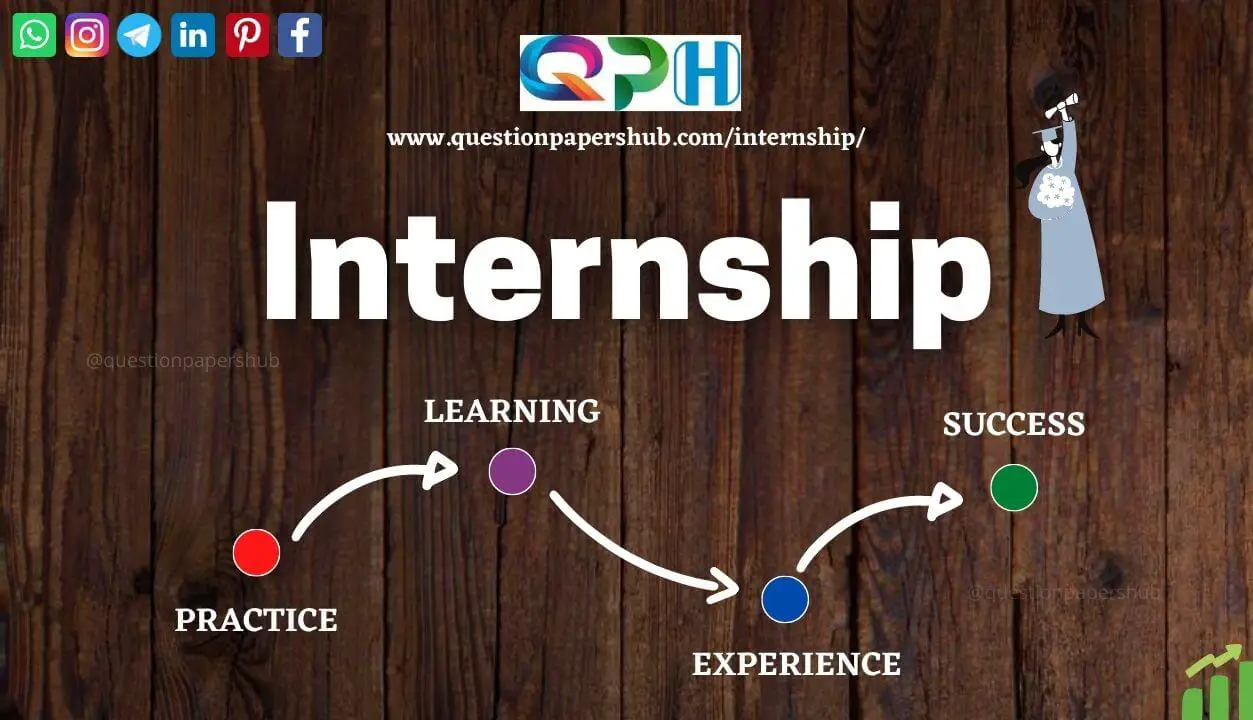 QPH
www.questionpapershub.com/internship/
Internship
@questionpapershub
LEARNING
SUCCESS
PRACTICE
@questionpapershub
EXPERIENCE